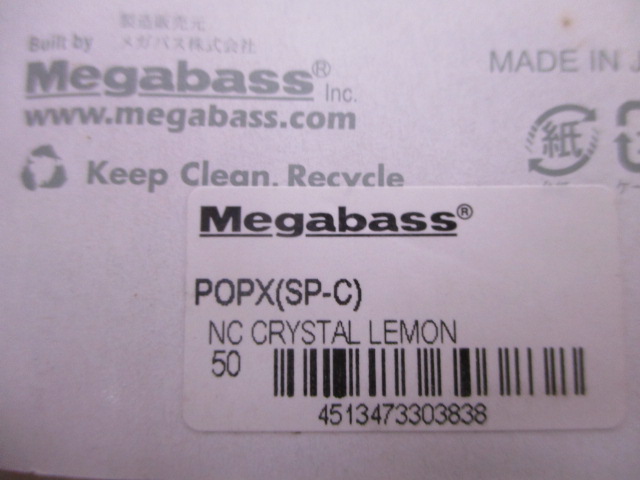 製造販売元
Built by メガバス株式会社
Megabass® Inc.
MADE IN J
www.megabass.com
紙
Keep Clean. Recycle
Megabass®
POPX(SP-C)
NC CRYSTAL LEMON
50
4513473303838